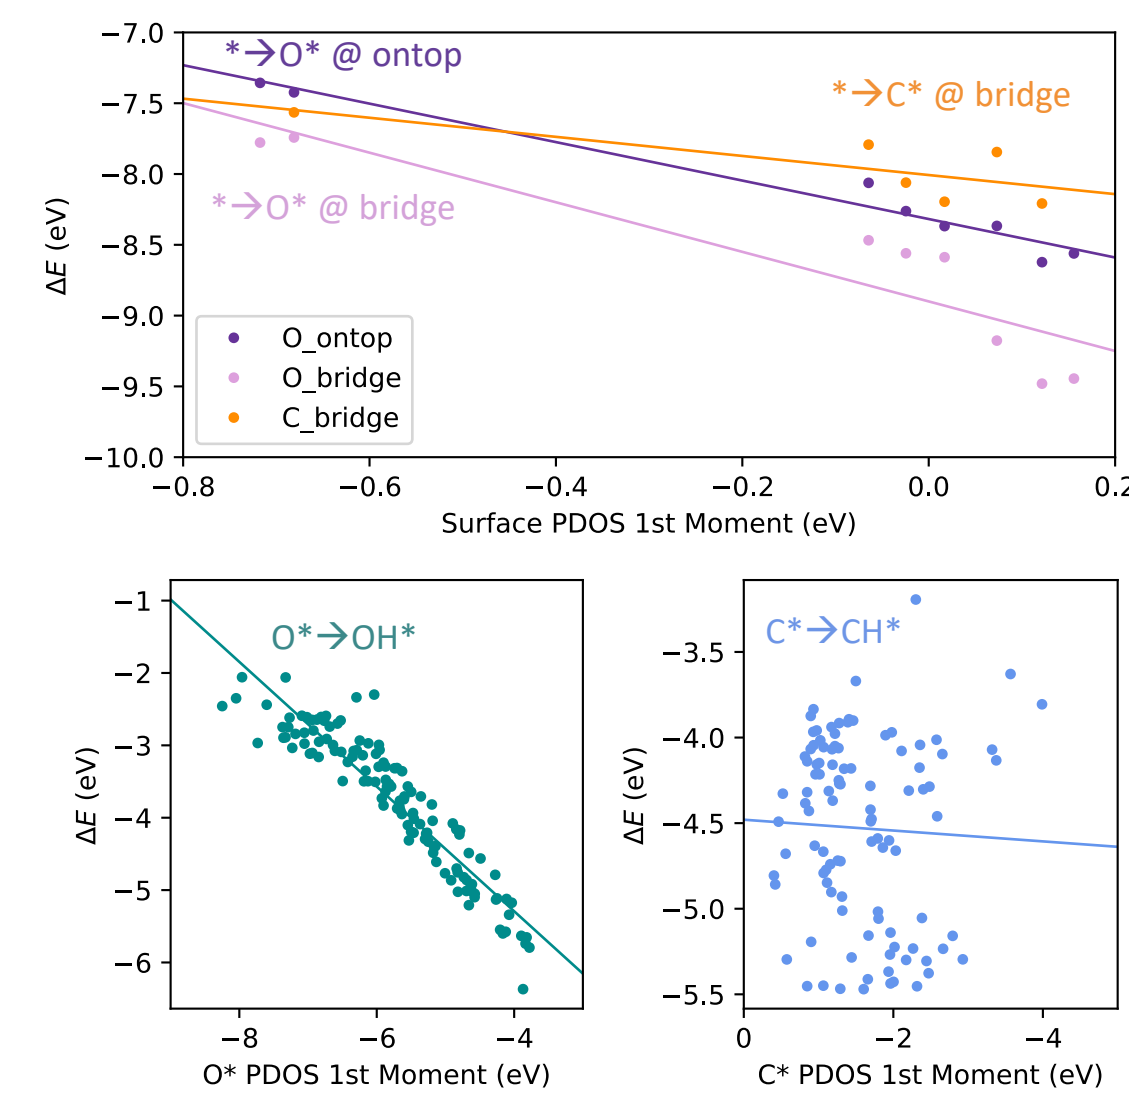 −7.0
*→O* @ ontop
*→C* @ bridge
−7.5
−8.0
*→O* @ bridge
−8.5
ΔE (eV)
−9.0
O_ontop
O_bridge
−9.5
C_bridge
−10.0
−0.8 −0.6 −0.4 −0.2 0.0 0.2
Surface PDOS 1st Moment (eV)
−1
O*→OH*
−2
−3
ΔE (eV)
−4
−5
−6
−8 −6 −4
O* PDOS 1st Moment (eV)
C*→CH*
−3.5
−4.0
ΔE (eV)
−4.5
−5.0
−5.5
0 −2 −4
C* PDOS 1st Moment (eV)